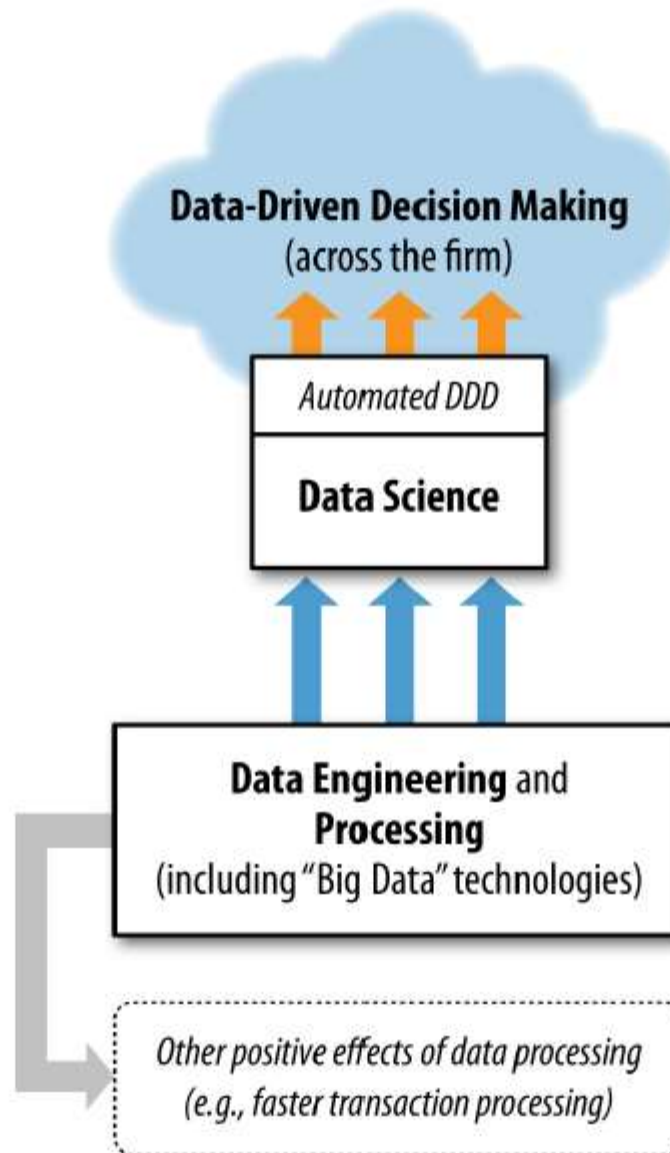 Data-Driven Decision Making
(across the firm)
Automated DDD
Data Science
Data Engineering and
Processing
(including “Big Data” technologies)
Other positive effects of data processing
(e.g., faster transaction processing)